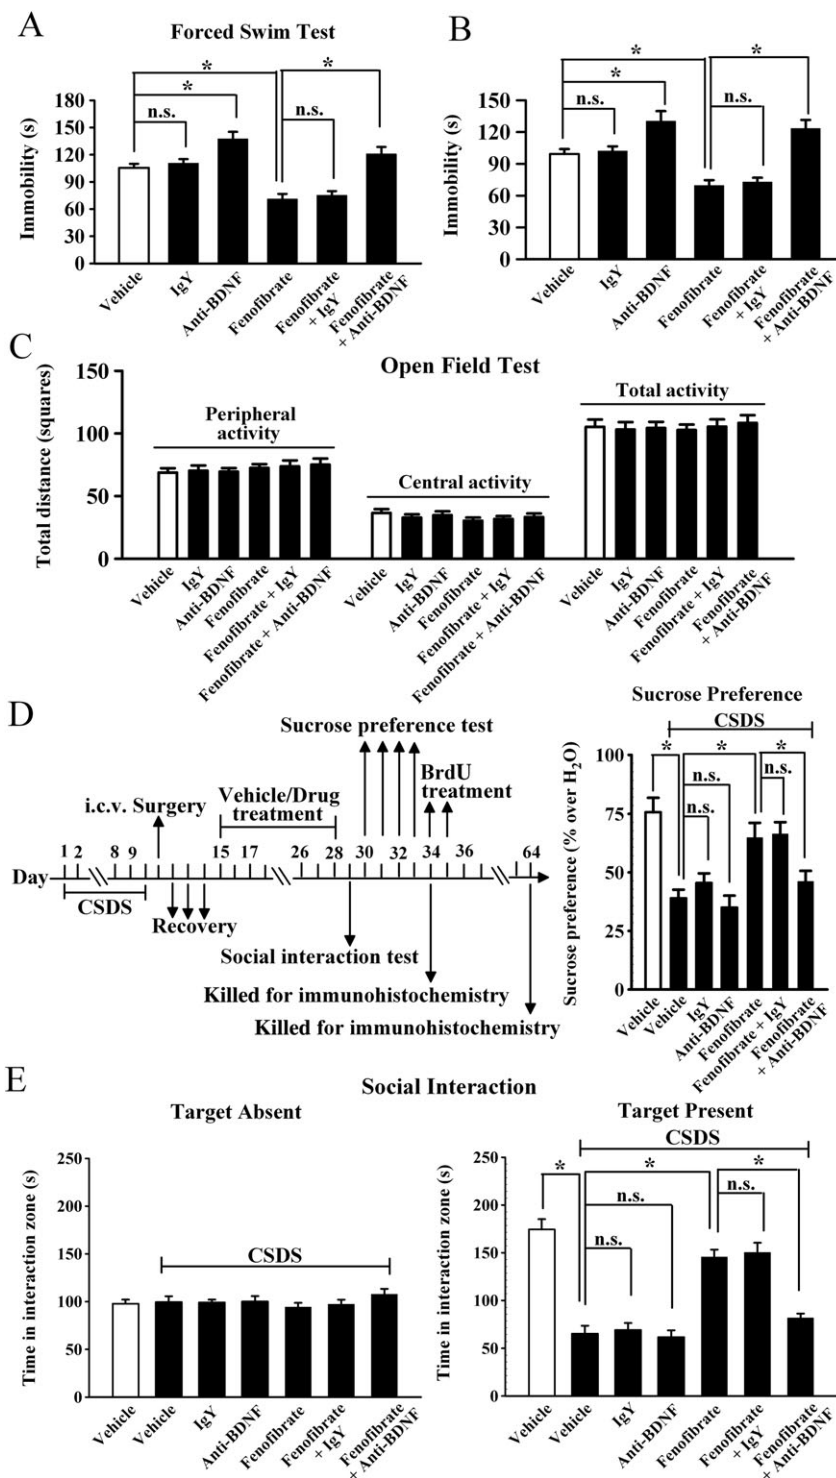 A
Forced Swim Test
Immobility (s)
180
150
120
90
60
30
0
*
*
*
n.s.
n.s.
Vehicle
IgY
Anti-BDNF
Fenofibrate
Fenofibrate
+ IgY
Fenofibrate
+ Anti-BDNF
B
Immobility (s)
150
120
90
60
30
0
*
*
*
n.s.
n.s.
Vehicle
IgY
Anti-BDNF
Fenofibrate
Fenofibrate
+ IgY
Fenofibrate
+ Anti-BDNF
C
Open Field Test
Total distance (squares)
150
100
50
0
Peripheral
activity
Central activity
Total activity
Vehicle
IgY
Anti-BDNF
Fenofibrate
Fenofibrate + IgY
Fenofibrate + Anti-BDNF
Vehicle
IgY
Anti-BDNF
Fenofibrate
Fenofibrate + IgY
Fenofibrate + Anti-BDNF
Vehicle
IgY
Anti-BDNF
Fenofibrate
Fenofibrate + IgY
Fenofibrate
+ Anti-BDNF
D
Sucrose preference test
i.c.v. Surgery
Vehicle/Drug
treatment
BrdU
treatment
Day
1 2 8 9 15 17 26 28 30 32 34 36 64
CSDS
Recovery
Social interaction test
Killed for immunohistochemistry
Killed for immunohistochemistry
Sucrose Preference
CSDS
Sucrose preference (% over H2O)
100
75
50
25
0
*
*
*
n.s.
n.s.
n.s.
Vehicle
Vehicle
IgY
Anti-BDNF
Fenofibrate
Fenofibrate + IgY
Fenofibrate
+ Anti-BDNF
E
Social Interaction
Target Absent
Time in interaction zone (s)
250
200
150
100
50
0
CSDS
Vehicle
Vehicle
IgY
Anti-BDNF
Fenofibrate
Fenofibrate
+ IgY
Fenofibrate
+ Anti-BDNF
Target Present
CSDS
Time in interaction zone (s)
250
200
150
100
50
0
*
*
*
n.s.
n.s.
n.s.
Vehicle
Vehicle
IgY
Anti-BDNF
Fenofibrate
Fenofibrate
+ IgY
Fenofibrate
+ Anti-BDNF